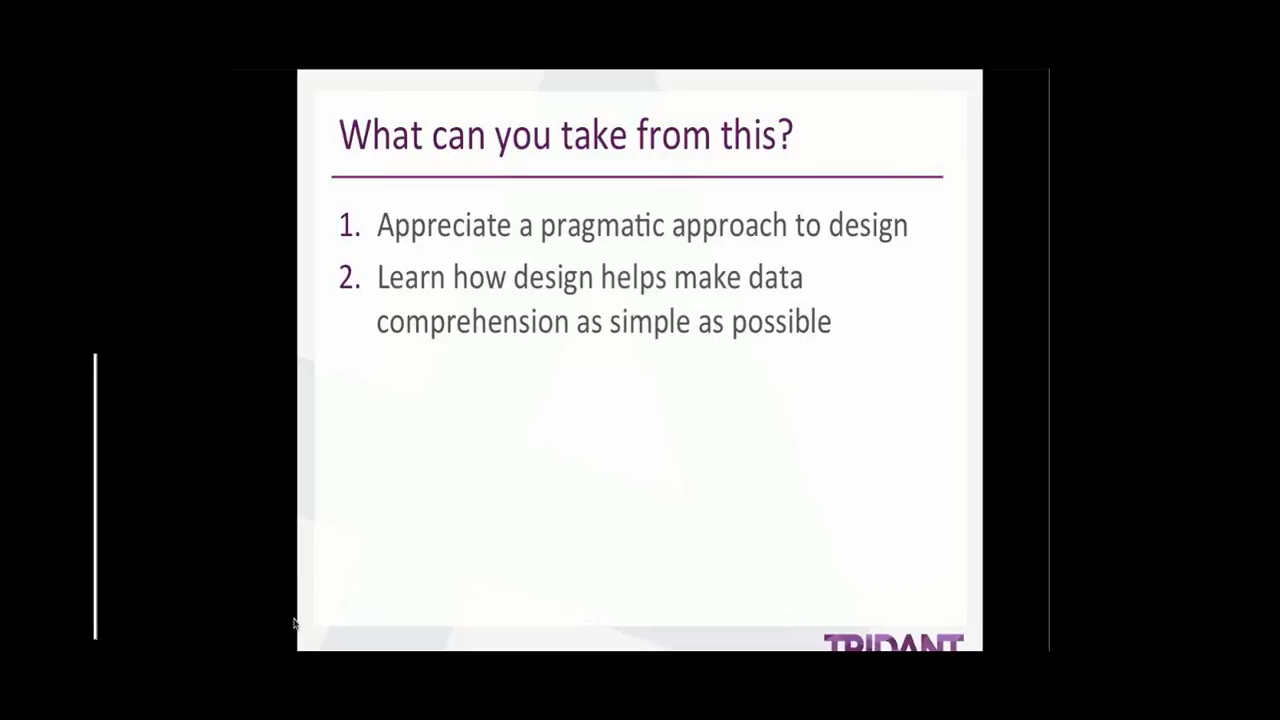 What can you take from this?
1. Appreciate a pragmatic approach to design
2. Learn how design helps make data
comprehension as simple as possible
TRIDANT